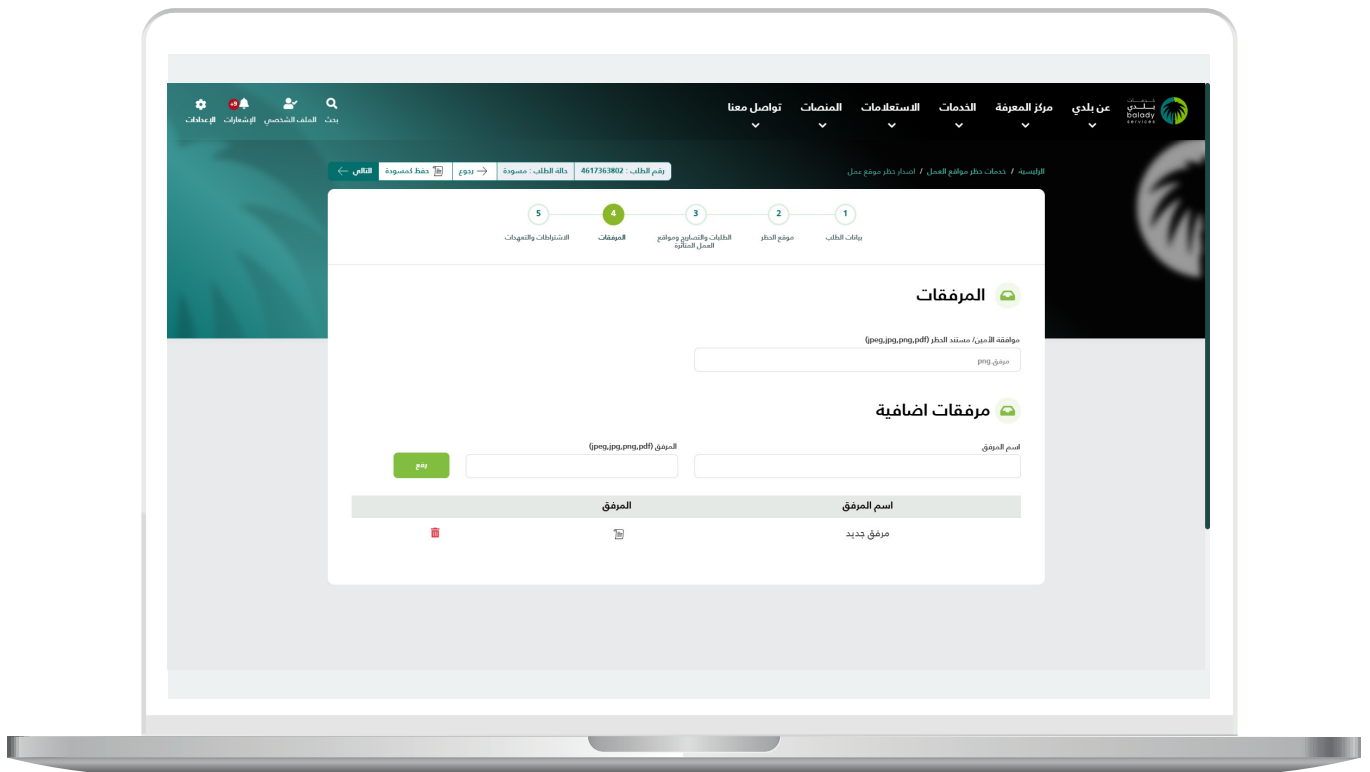 خدمات
بلدي
balady
services
عن بلدي
مركز المعرفة
الخدمات
الاستعلامات
المنصات
تواصل معنا
بحث
الملف الشخصي
الإشعارات
+9
الإعدادات
الرئيسية / خدمات حظر مواقع العمل / اصدار حظر موقع عمل
رقم الطلب : 4617363802
حالة الطلب : مسودة
رجوع
حفظ كمسودة
التالي
1
بيانات الطلب
2
موقع الحظر
3
الطلبات والتصاريح ومواقع
العمل المتأثرة
4
المرفقات
5
الاشتراطات والتعهدات
المرفقات
موافقة الأمين/ مستند الحظر (jpeg,jpg,png,pdf)
مرفق.png
مرفقات اضافية
اسم المرفق
المرفق (jpeg,jpg,png,pdf)
رفع
اسم المرفق
المرفق
مرفق جديد